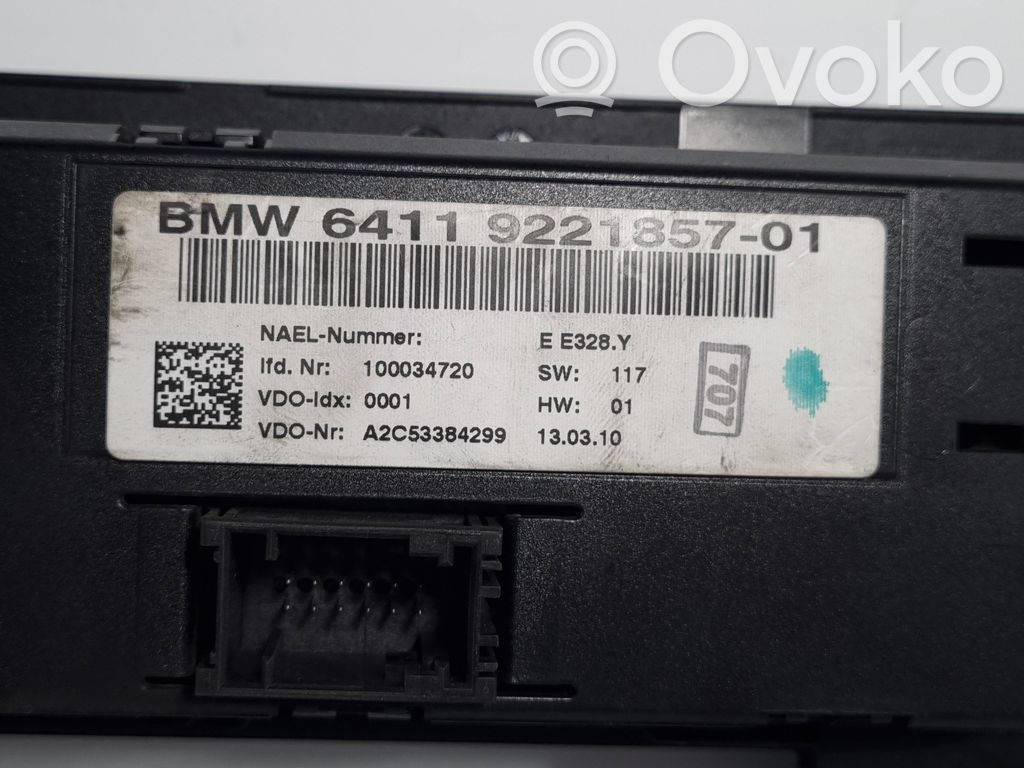 Ovoko
BMW 6411 9221857-01
NAEL-Nummer: E E328.Y
lfd. Nr: 100034720 SW: 117
VDO-Idx: 0001 HW: 01
VDO-Nr: A2C53384299 13.03.10
707